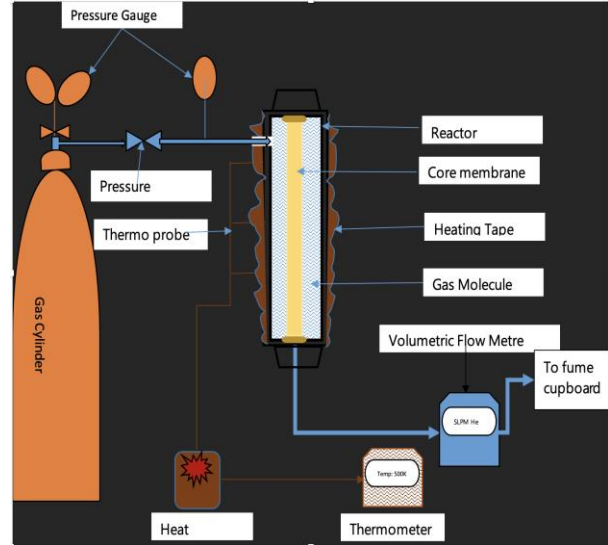 Pressure Gauge
Reactor
Core membrane
Pressure
Thermo probe
Heating Tape
Gas Molecule
Gas Cylinder
Volumetric Flow Metre
To fume
cupboard
SLPM He
Temp: 500K
Heat
Thermometer